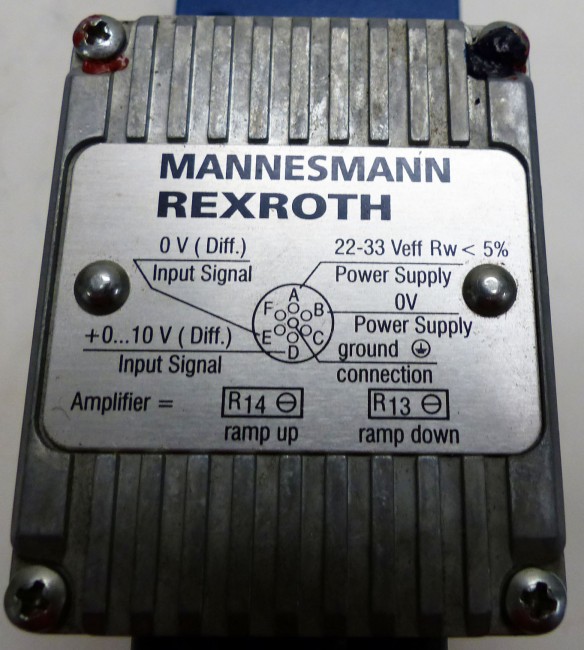 MANNESMANN
REXROTH
0 V ( Diff.)
Input Signal
22-33 Veff Rw < 5%
Power Supply
0V
Power Supply
A
F
B
E
C
D
+0...10 V ( Diff.)
Input Signal
ground
connection
Amplifier =
R14
ramp up
R13
ramp down